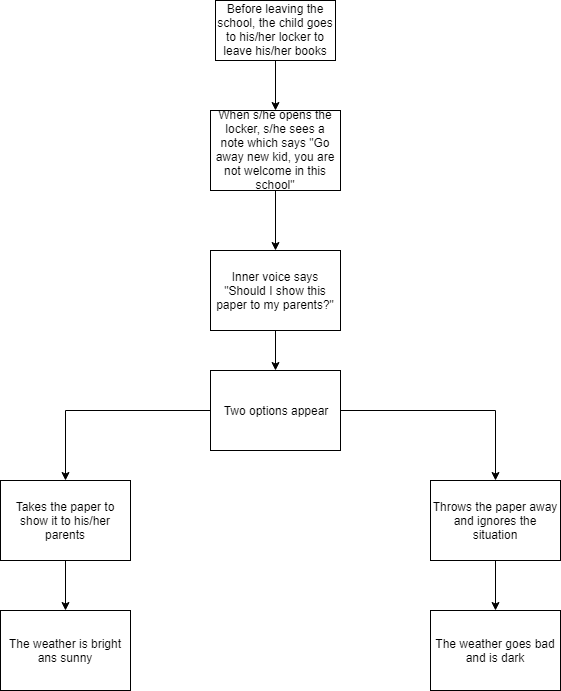 Before leaving the
school, the child goes
to his/her locker to
leave his/her books
When s/he opens the
locker, s/he sees a
note which says "Go
away new kid, you are
not welcome in this
school"
Inner voice says
"Should I show this
paper to my parents?"
Two options appear
Takes the paper to
show it to his/her
parents
Throws the paper away
and ignores the
situation
The weather is bright
ans sunny
The weather goes bad
and is dark